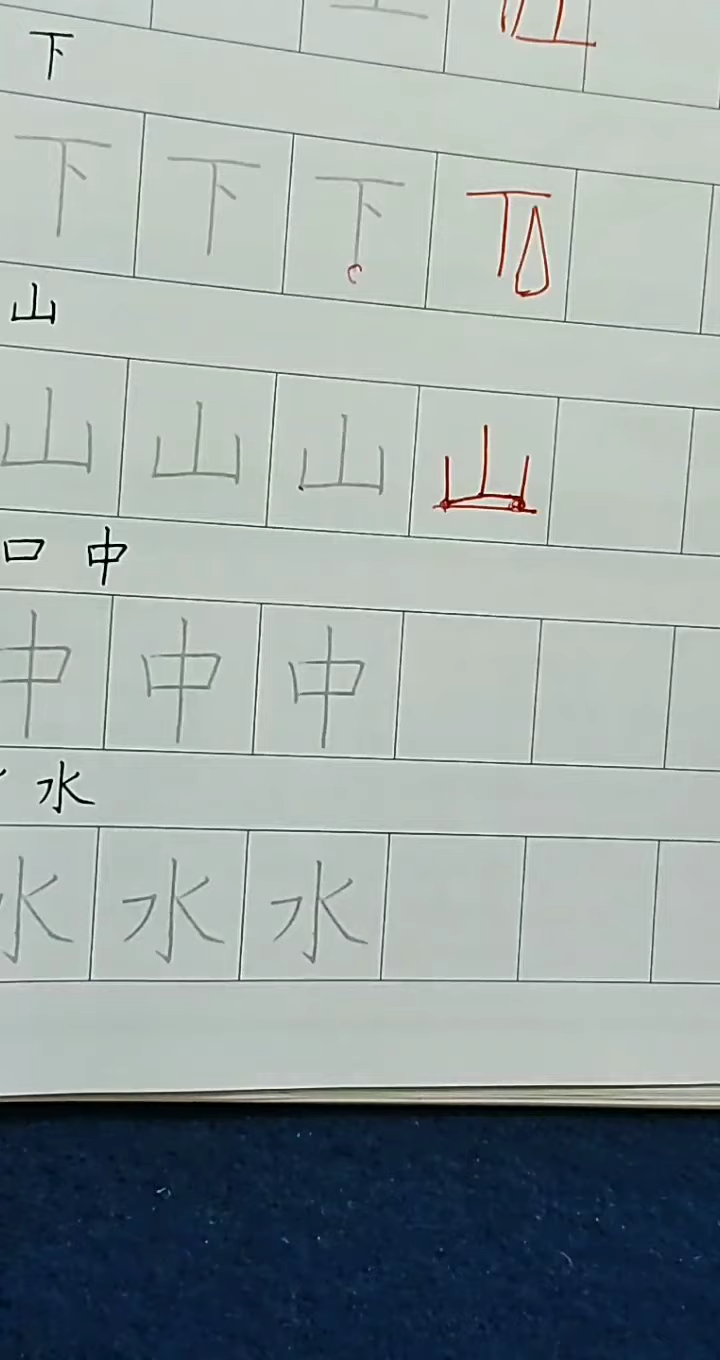 下
下 下 下 下
山
山 山 山 山
口 中
中 中 中
水
水 水 水